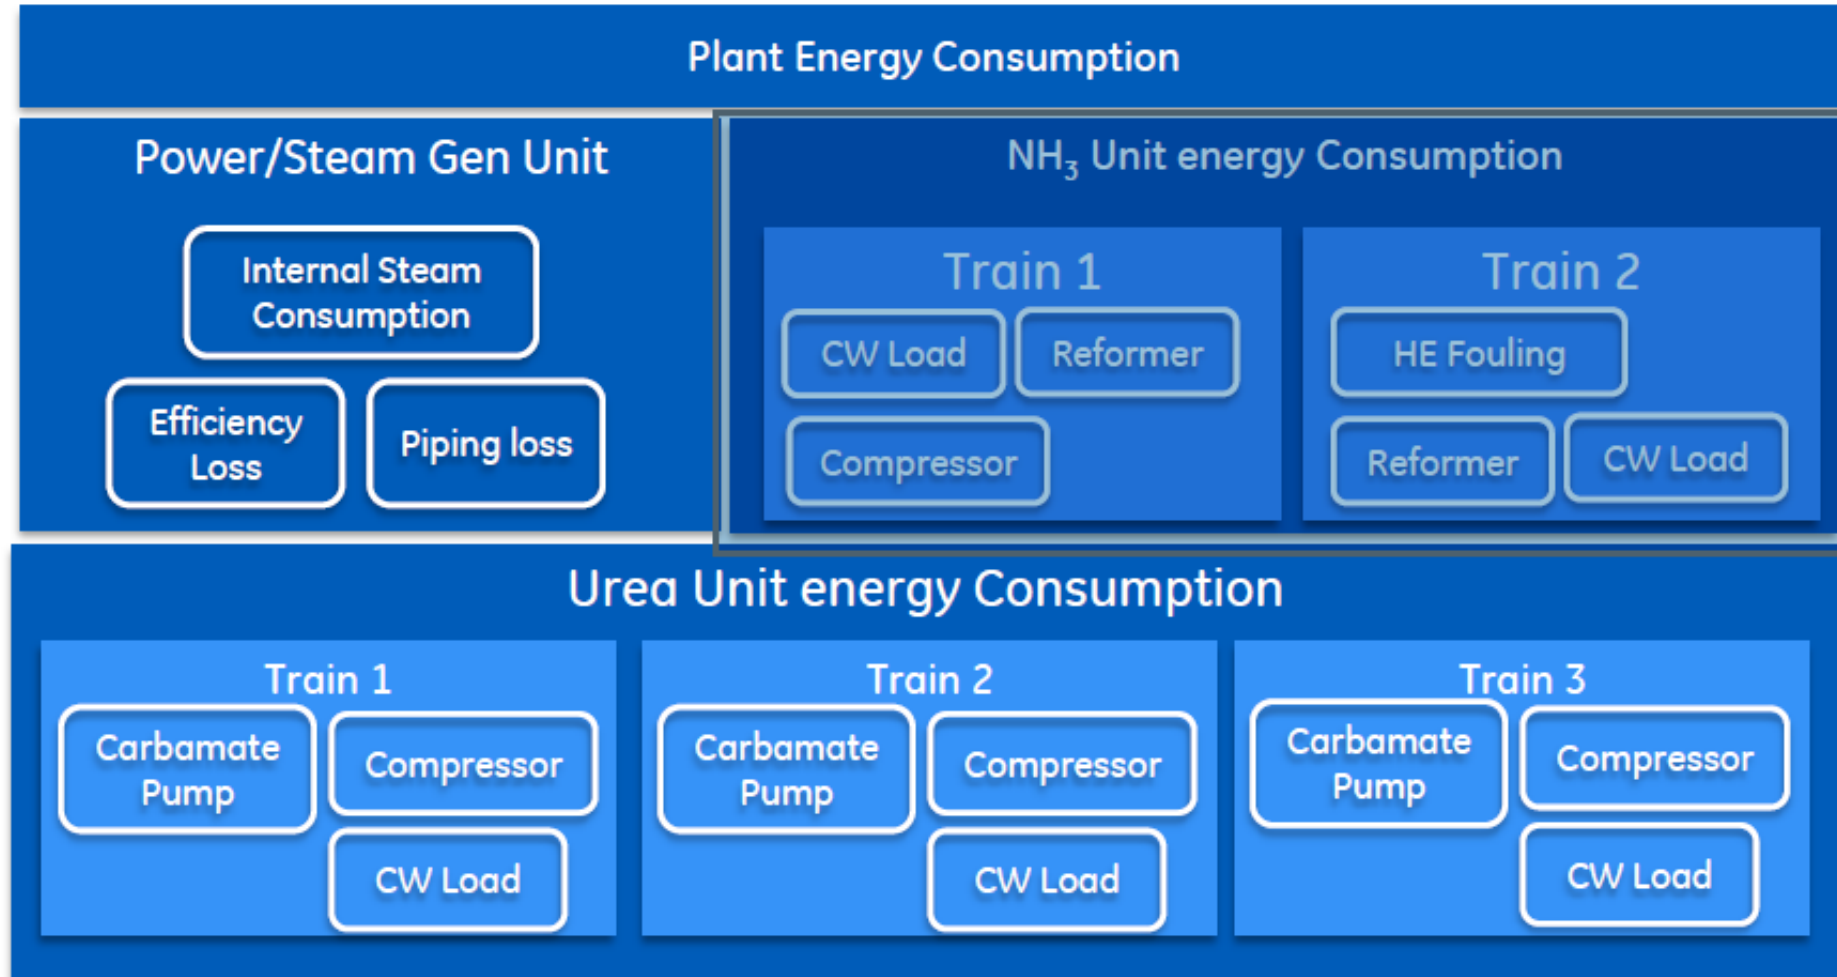 Plant Energy Consumption
Power/Steam Gen Unit
Internal Steam
Consumption
Efficiency
Loss
Piping loss
NH₃ Unit energy Consumption
Train 1
CW Load
Reformer
Compressor
Train 2
HE Fouling
Reformer
CW Load
Urea Unit energy Consumption
Train 1
Carbamate
Pump
Compressor
CW Load
Train 2
Carbamate
Pump
Compressor
CW Load
Train 3
Carbamate
Pump
Compressor
CW Load